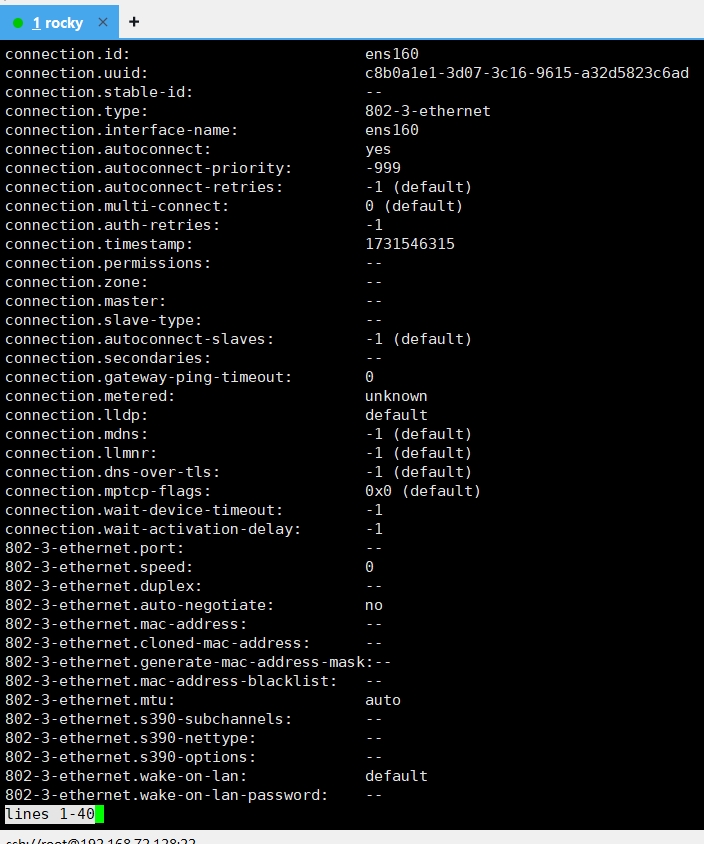 1 rocky × +
connection.id: ens160
connection.uuid: c8b0a1e1-3d07-3c16-9615-a32d5823c6ad
connection.stable-id: --
connection.type: 802-3-ethernet
connection.interface-name: ens160
connection.autoconnect: yes
connection.autoconnect-priority: -999
connection.autoconnect-retries: -1 (default)
connection.multi-connect: 0 (default)
connection.auth-retries: -1
connection.timestamp: 1731546315
connection.permissions: --
connection.zone: --
connection.master: --
connection.slave-type: --
connection.autoconnect-slaves: -1 (default)
connection.secondaries: --
connection.gateway-ping-timeout: 0
connection.metered: unknown
connection.lldp: default
connection.mdns: -1 (default)
connection.llmnr: -1 (default)
connection.dns-over-tls: -1 (default)
connection.mptcp-flags: 0x0 (default)
connection.wait-device-timeout: -1
connection.wait-activation-delay: -1
802-3-ethernet.port: --
802-3-ethernet.speed: 0
802-3-ethernet.duplex: --
802-3-ethernet.auto-negotiate: no
802-3-ethernet.mac-address: --
802-3-ethernet.cloned-mac-address: --
802-3-ethernet.generate-mac-address-mask:--
802-3-ethernet.mac-address-blacklist: --
802-3-ethernet.mtu: auto
802-3-ethernet.s390-subchannels: --
802-3-ethernet.s390-nettype: --
802-3-ethernet.s390-options: --
802-3-ethernet.wake-on-lan: default
802-3-ethernet.wake-on-lan-password: --
lines 1-40
ssh://root@192.168.72.128:22